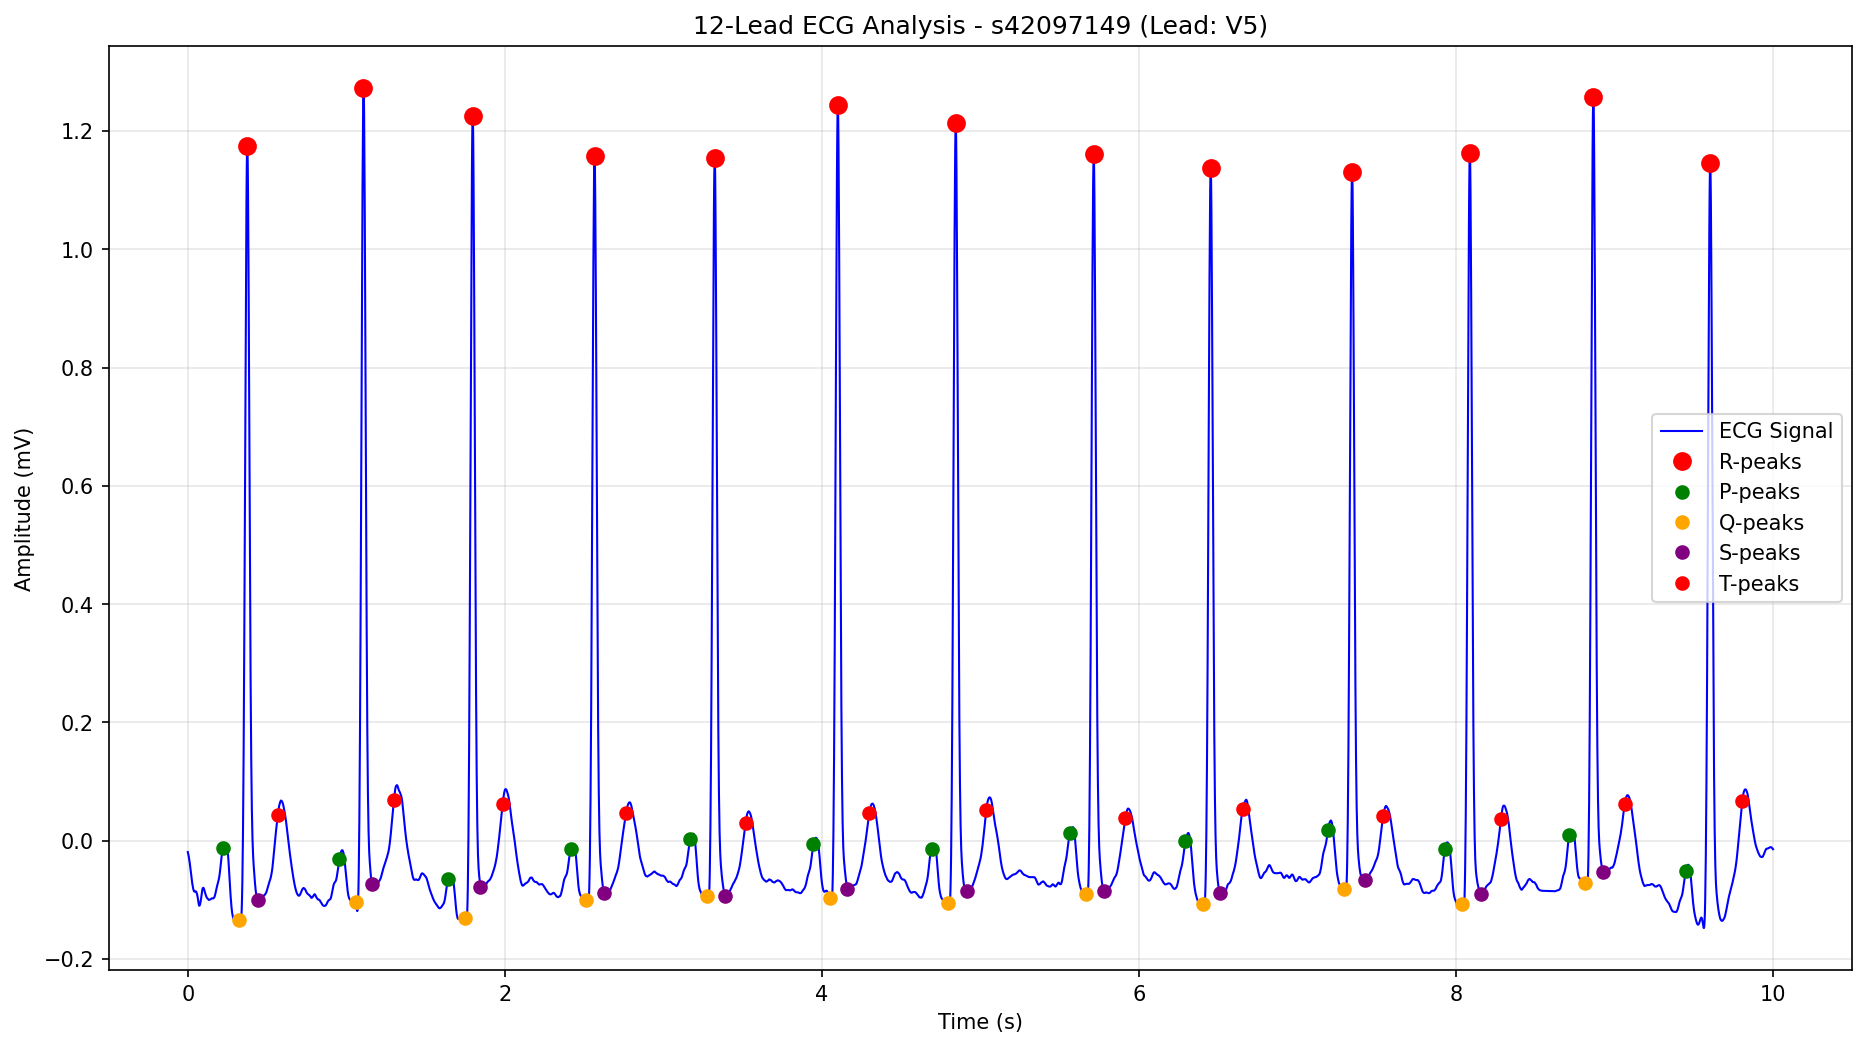 12-Lead ECG Analysis - s42097149 (Lead: V5)
Amplitude (mV)
1.2
1.0
0.8
0.6
0.4
0.2
0.0
−0.2
ECG Signal
R-peaks
P-peaks
Q-peaks
S-peaks
T-peaks
0 2 4 6 8 10
Time (s)